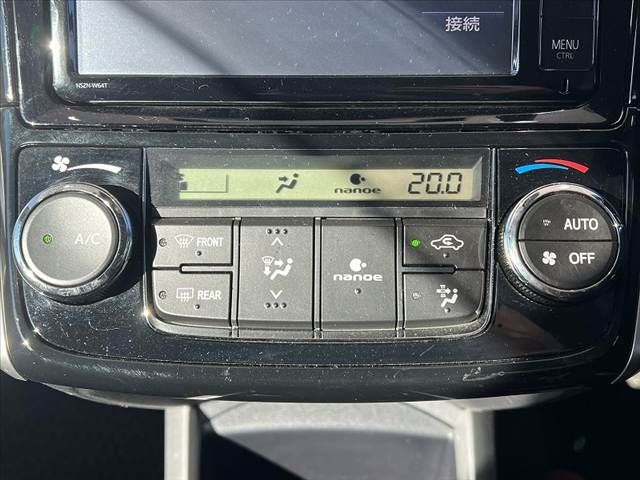 接続
MENU
CTRL
NSZN-W64T
nanoe 20.0
A/C
FRONT
REAR
nanoe
AUTO
OFF